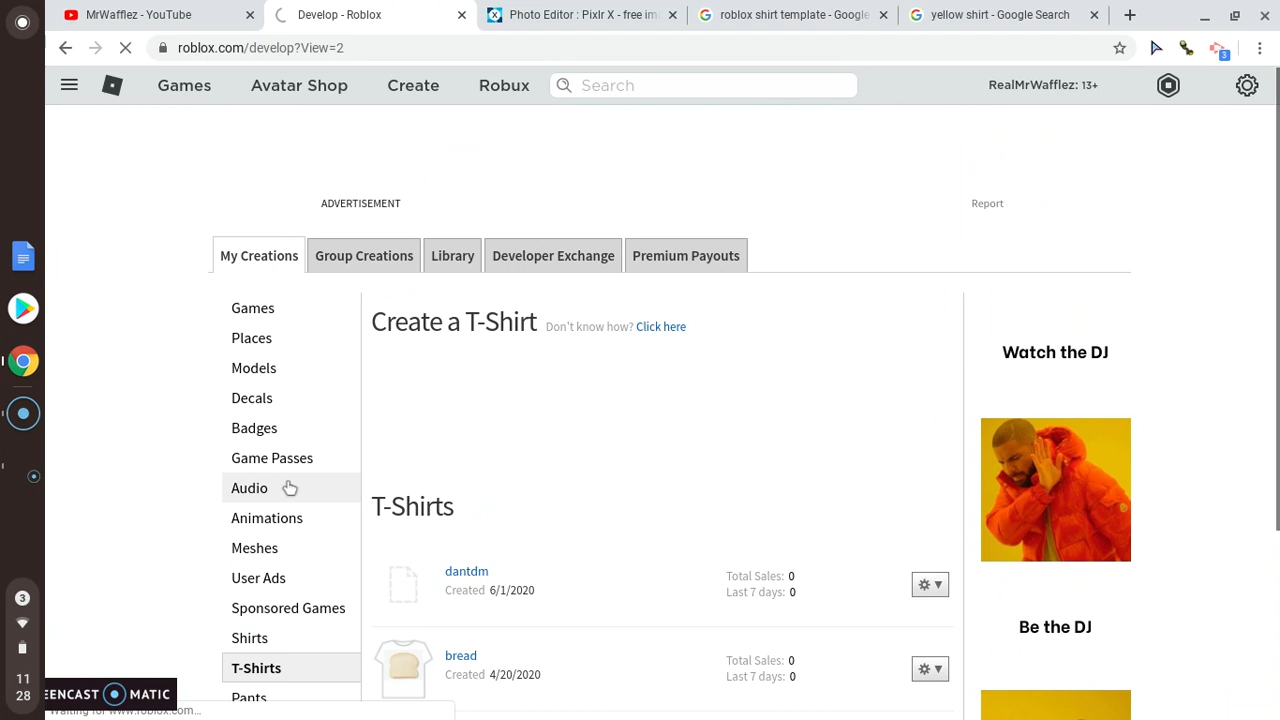 MrWafflez - YouTube
Develop - Roblox
Photo Editor : Pixlr X - free im
roblox shirt template - Google
yellow shirt - Google Search
roblox.com/develop?View=2
3
Games
Avatar Shop
Create
Robux
Search
RealMrWafflez: 13+
ADVERTISEMENT
Report
My Creations
Group Creations
Library
Developer Exchange
Premium Payouts
Games
Places
Models
Decals
Badges
Game Passes
Audio
Animations
Meshes
User Ads
Sponsored Games
Shirts
T-Shirts
Pants
Create a T-Shirt Don't know how? Click here
T-Shirts
dantdm
Created 6/1/2020
Total Sales: 0
Last 7 days: 0
bread
Created 4/20/2020
Total Sales: 0
Last 7 days: 0
Watch the DJ
Be the DJ
3
11
28
EENCAST MATIC
Waiting for www.roblox.com...